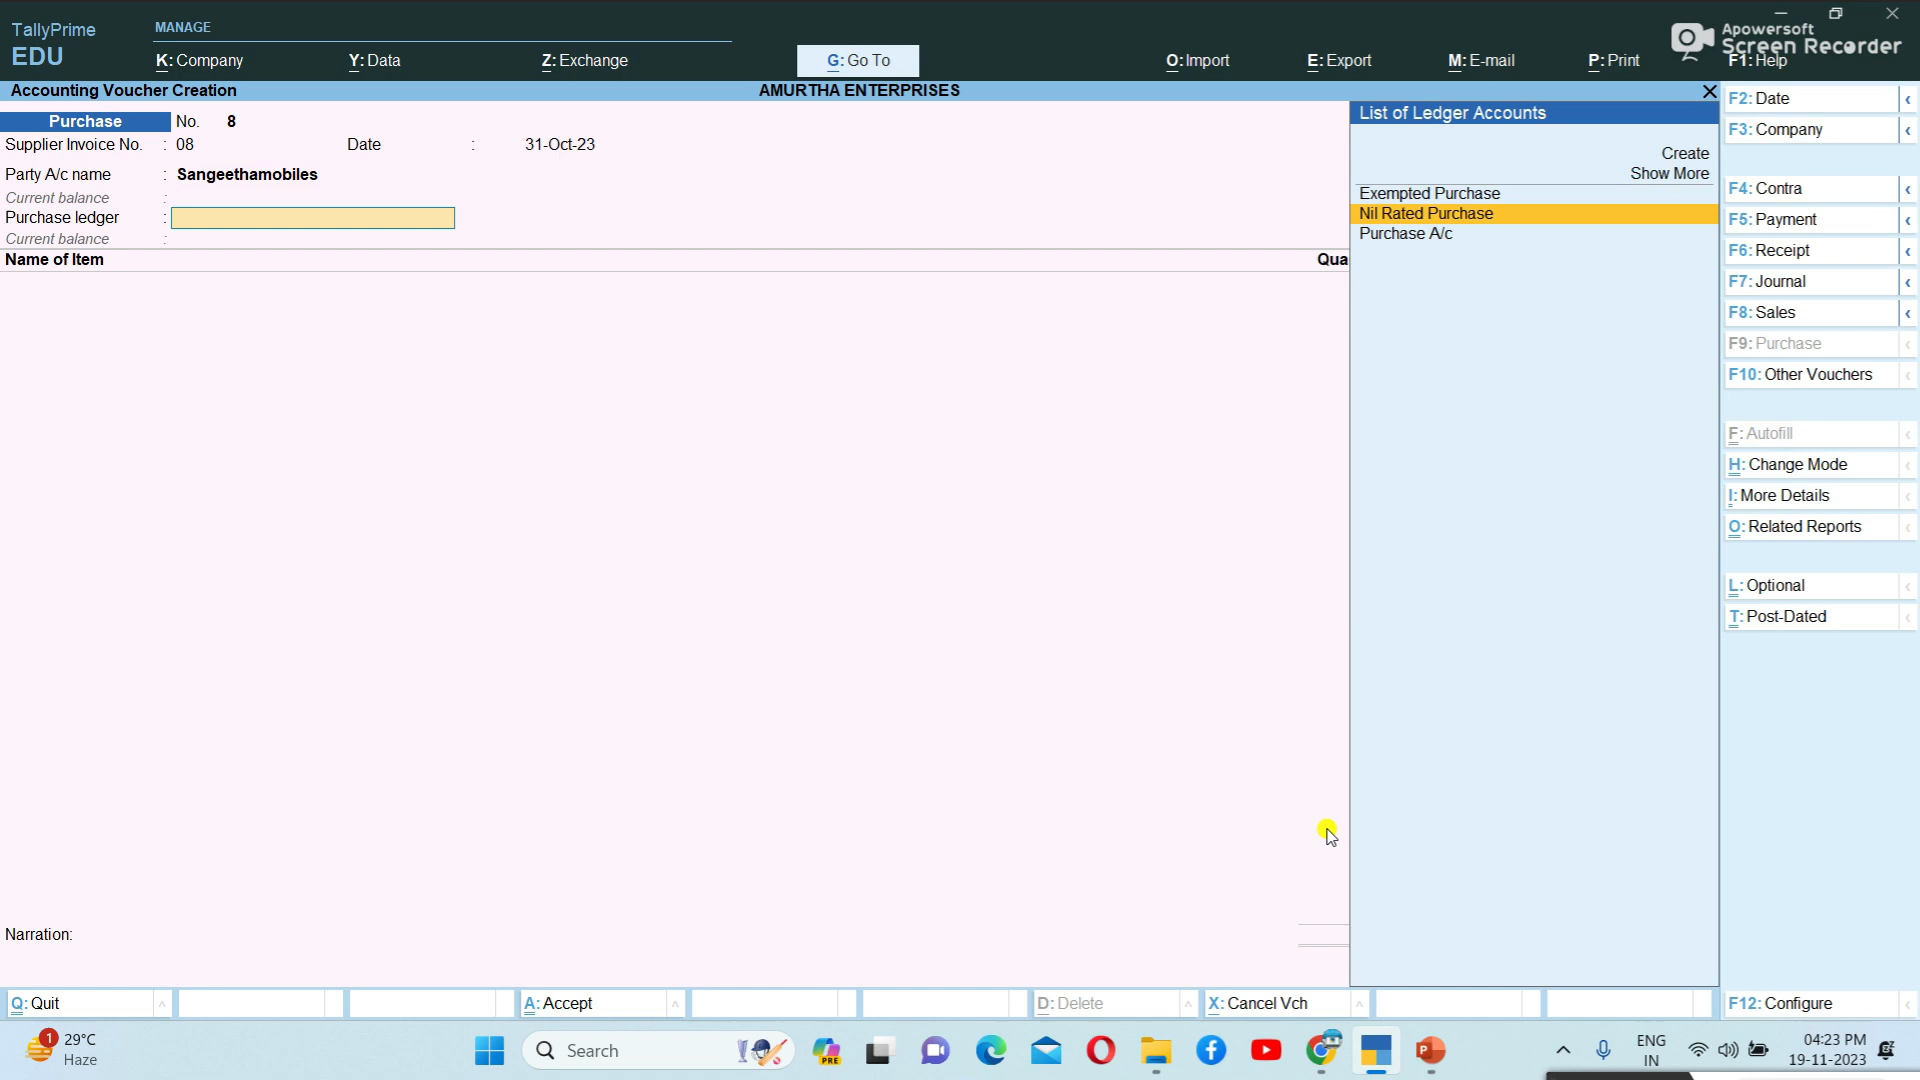 TallyPrime
EDU
MANAGE
K: Company
Y: Data
Z: Exchange
G: Go To
O: Import
E: Export
M: E-mail
P: Print
F1: Help
Apowersoft
Screen Recorder
Accounting Voucher Creation
AMURTHA ENTERPRISES
Purchase No. 8
Supplier Invoice No. : 08 Date : 31-Oct-23
Party A/c name : Sangeethamobiles
Current balance :
Purchase ledger :
Current balance :
Name of Item
Qua
List of Ledger Accounts
Create
Show More
Exempted Purchase
Nil Rated Purchase
Purchase A/c
F2: Date
F3: Company
F4: Contra
F5: Payment
F6: Receipt
F7: Journal
F8: Sales
F9: Purchase
F10: Other Vouchers
F: Autofill
H: Change Mode
I: More Details
O: Related Reports
L: Optional
T: Post-Dated
Narration:
Q: Quit
A: Accept
D: Delete
X: Cancel Vch
F12: Configure
1
29°C
Haze
Search
PRE
ENG
IN
04:23 PM
19-11-2023